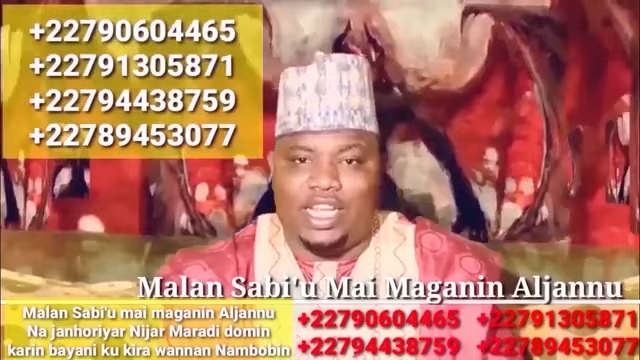 +22790604465
+22791305871
+22794438759
+22789453077
Malan Sabi'u Mai Maganin Aljannu
Malan Sabi'u mai maganin Aljannu
Na janhoriyar Nijar Maradi domin
karin bayani ku kira wannan Nambobin
+22790604465 +22791305871
+22794438759 +22789453077